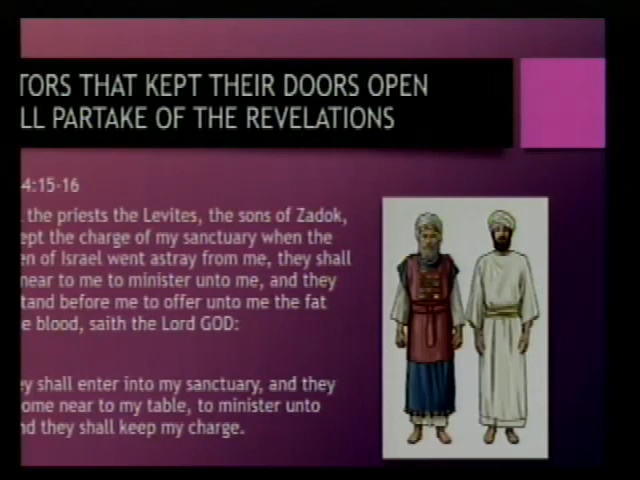 TORS THAT KEPT THEIR DOORS OPEN
LL PARTAKE OF THE REVELATIONS
4:15-16
the priests the Levites, the sons of Zadok,
ept the charge of my sanctuary when the
en of Israel went astray from me, they shall
near to me to minister unto me, and they
tand before me to offer unto me the fat
e blood, saith the Lord GOD:
ey shall enter into my sanctuary, and they
ome near to my table, to minister unto
nd they shall keep my charge.